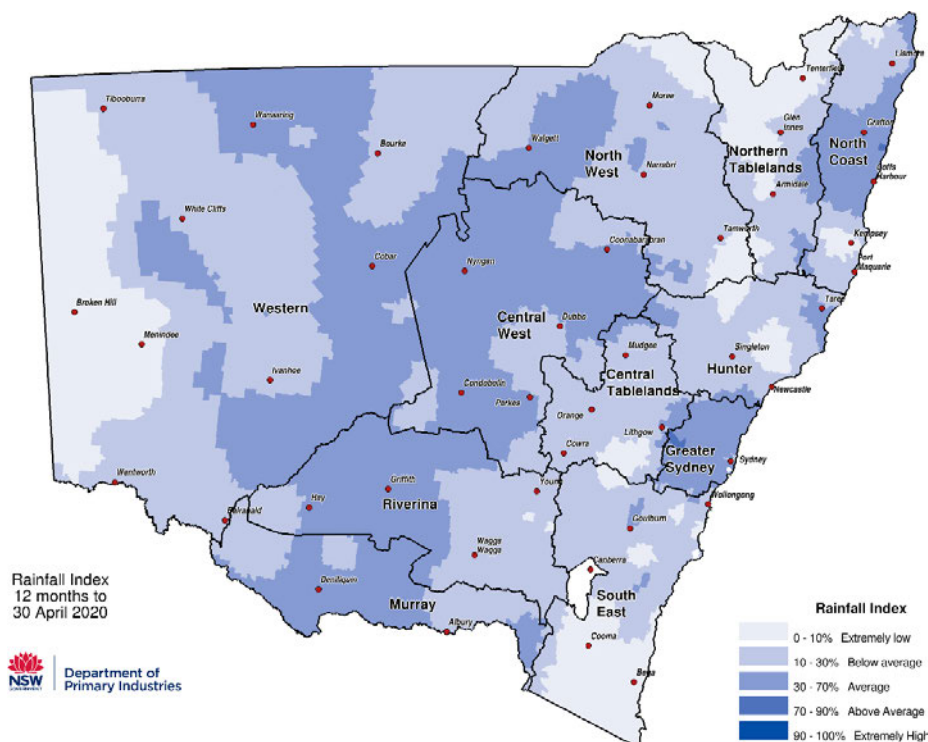 Lismore
Tenterfield
Tibooburra
Moree
Wanaaring
Glen
Innes
Grafton
Walgett
Bourke
North
West
Northern
Tablelands
North
Coast
Narrabri
Coffs
Harbour
Armidale
White Cliffs
Tamworth
Kempsey
Coonabarabran
Port
Maquarie
Cobar
Nyngan
Broken Hill
Western
Taree
Central
West
Dubbo
Menindee
Mudgee
Singleton
Hunter
Ivanhoe
Central
Tablelands
Newcastle
Condobolin
Parkes
Orange
Lithgow
Cowra
Greater
Sydney
Sydney
Wentworth
Griffith
Young
Hay
Riverina
Wollongong
Balranald
Goulburn
Wagga
Wagga
Canberra
Deniliquin
Murray
South
East
Albury
Cooma
Bega
Rainfall Index
12 months to
30 April 2020
NSW
GOVERNMENT
Department of
Primary Industries
Rainfall Index
0 - 10% Extremely low
10 - 30% Below average
30 - 70% Average
70 - 90% Above Average
90 - 100% Extremely High